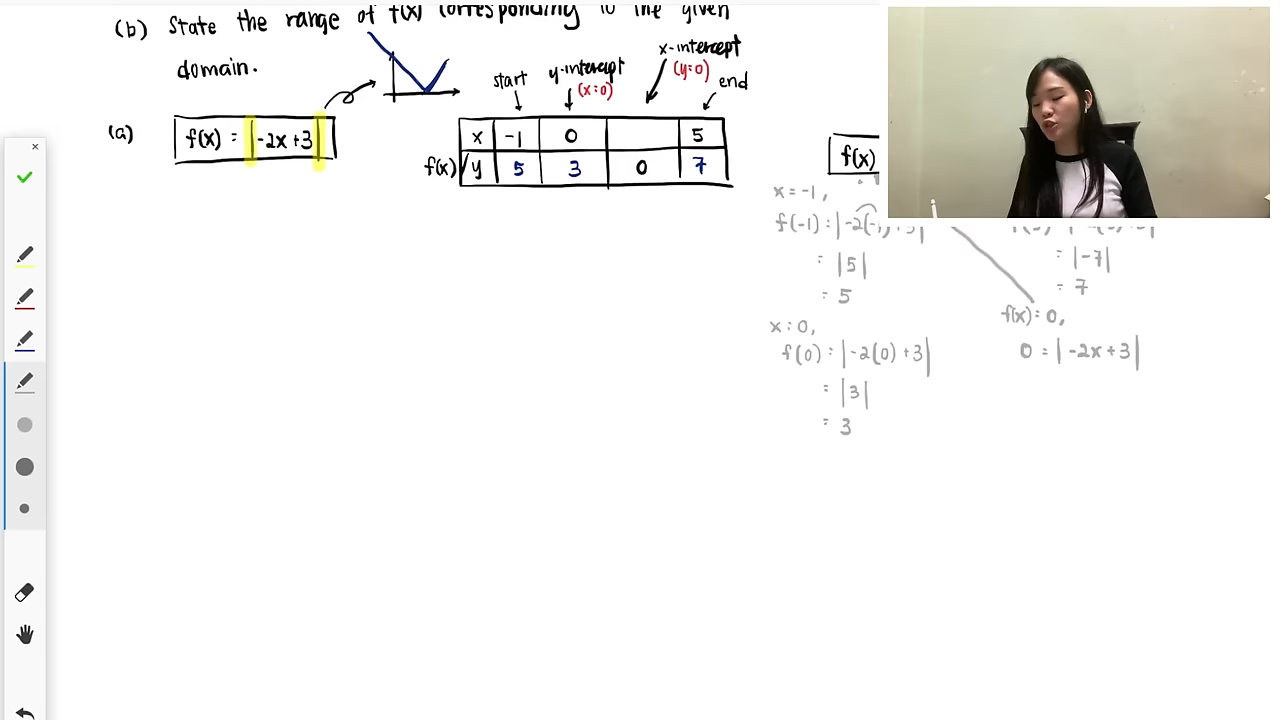 (b) State the range of f(x) corresponding to the given
domain.
x-intercept
(y=0)
start
y-intercept
(x=0)
end
(a)
f(x) = |-2x+3|
x -1 0 5
f(x)/y 5 3 0 7
f(x)
x = -1,
f(-1) = |-2(-1)+3|
= |5|
= 5
= |-7|
= 7
x = 0,
f(0) = |-2(0)+3|
= |3|
= 3
f(x) = 0,
0 = |-2x+3|